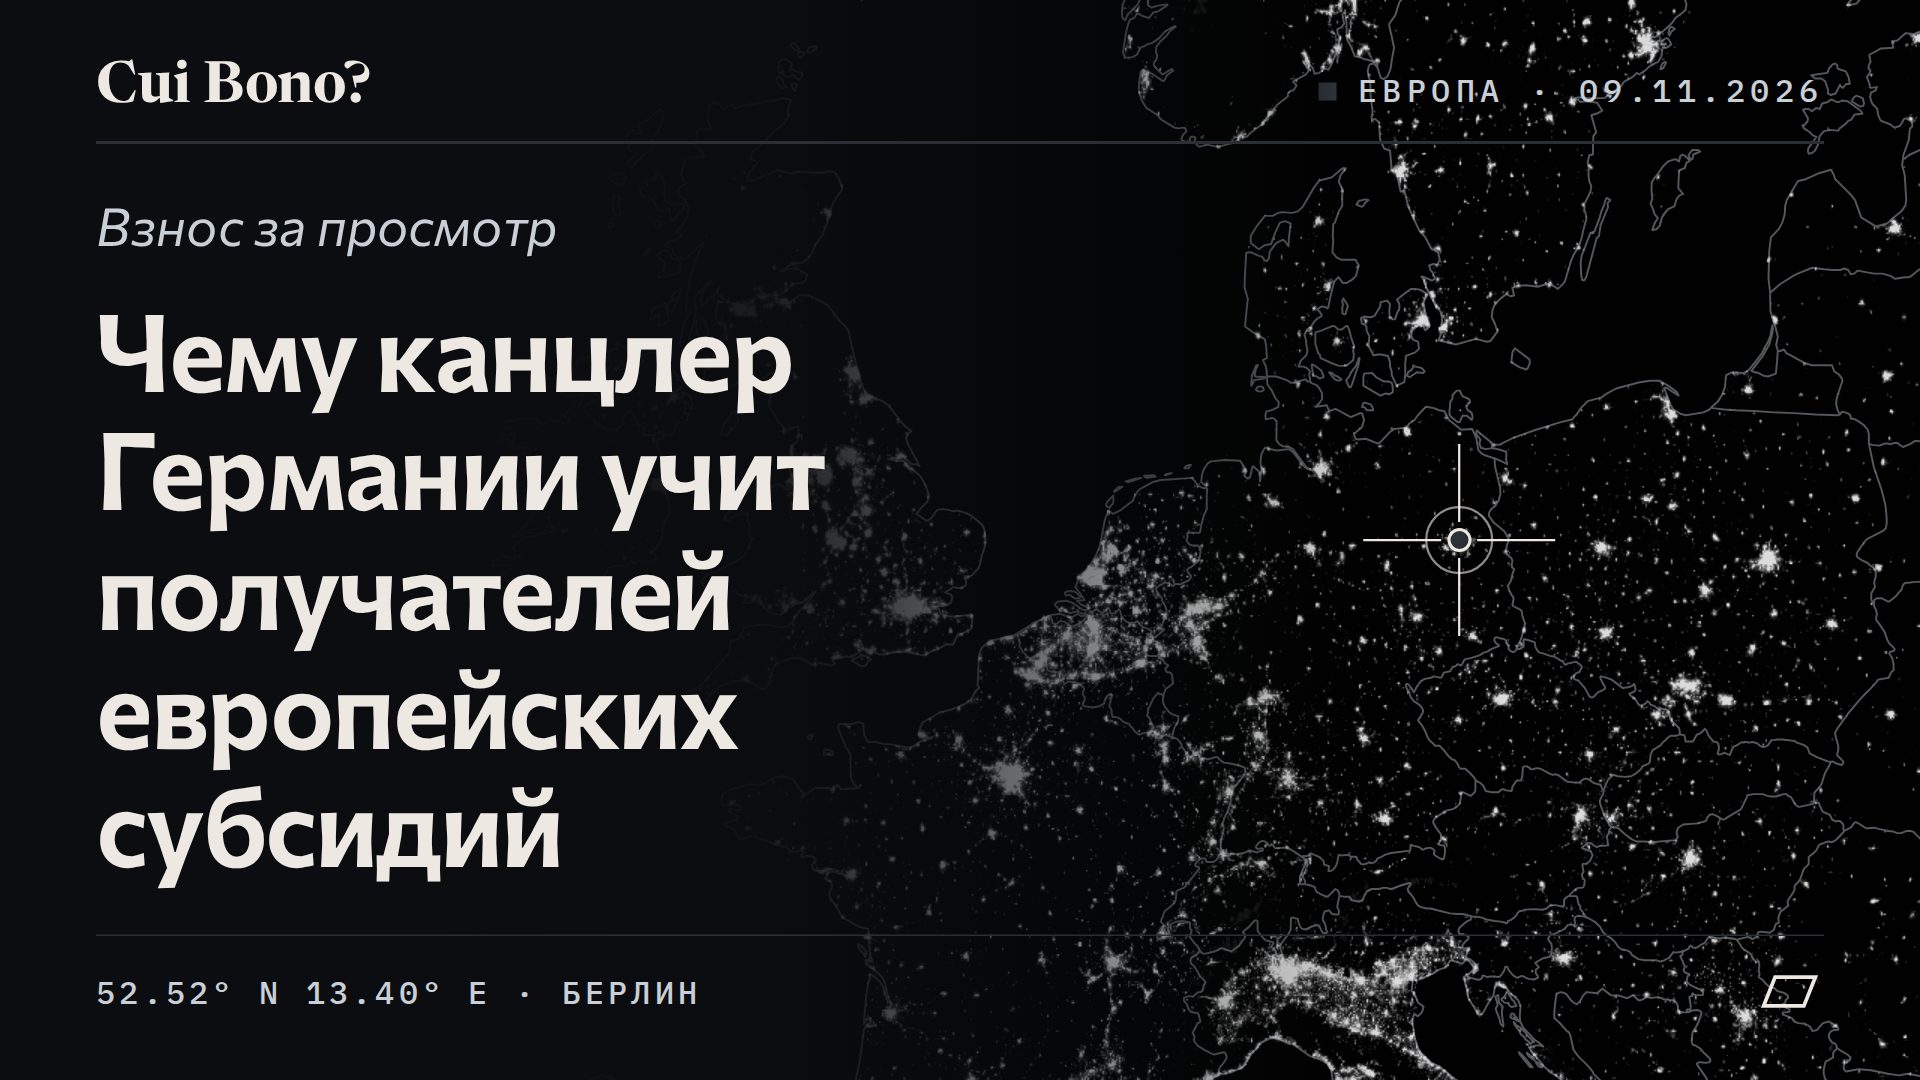 Cui Bono?
ЕВРОПА · 09.11.2026
Взнос за просмотр
Чему канцлер
Германии учит
получателей
европейских
субсидий
52.52° N 13.40° E · БЕРЛИН